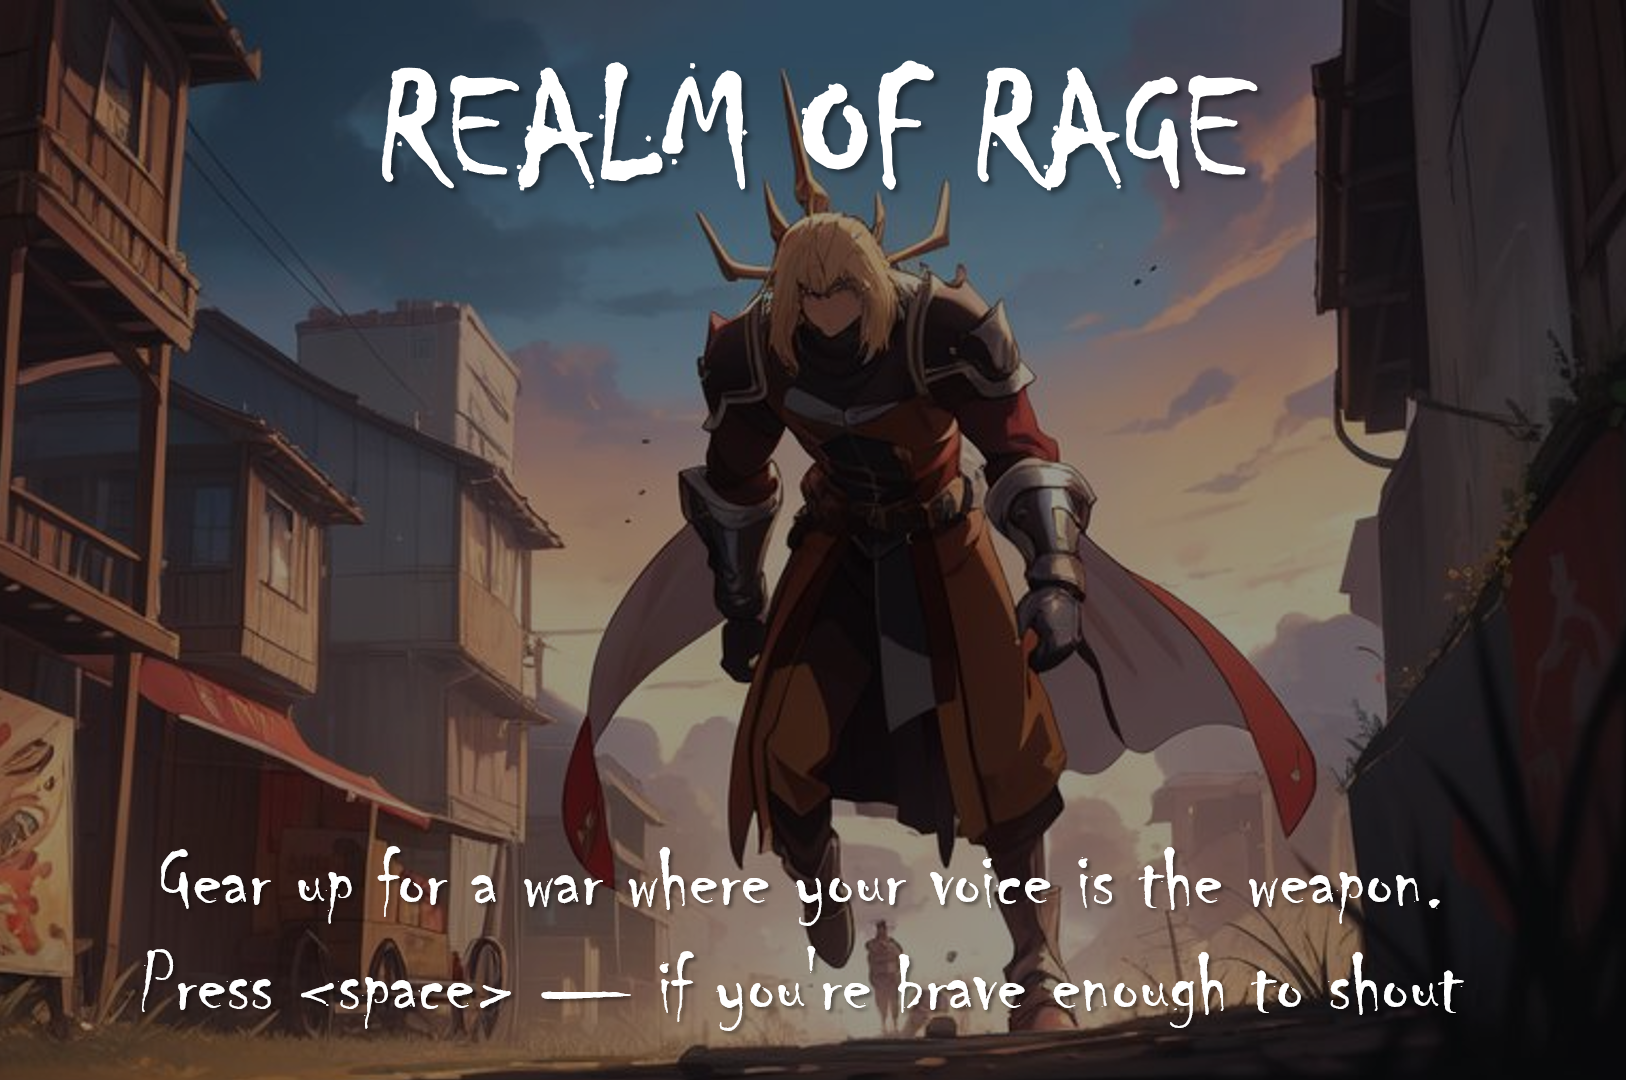 REALM OF RAGE
Gear up for a war where your voice is the weapon.
Press <space> — if you're brave enough to shout